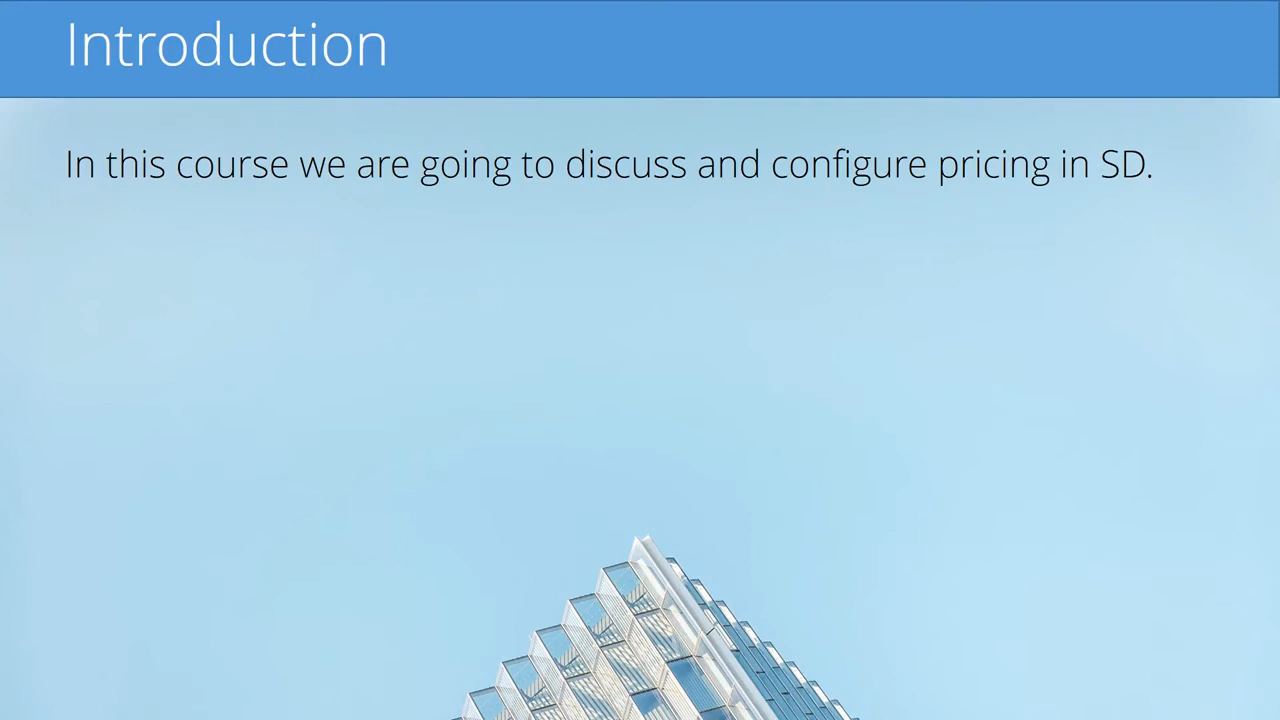 Introduction
In this course we are going to discuss and configure pricing in SD.